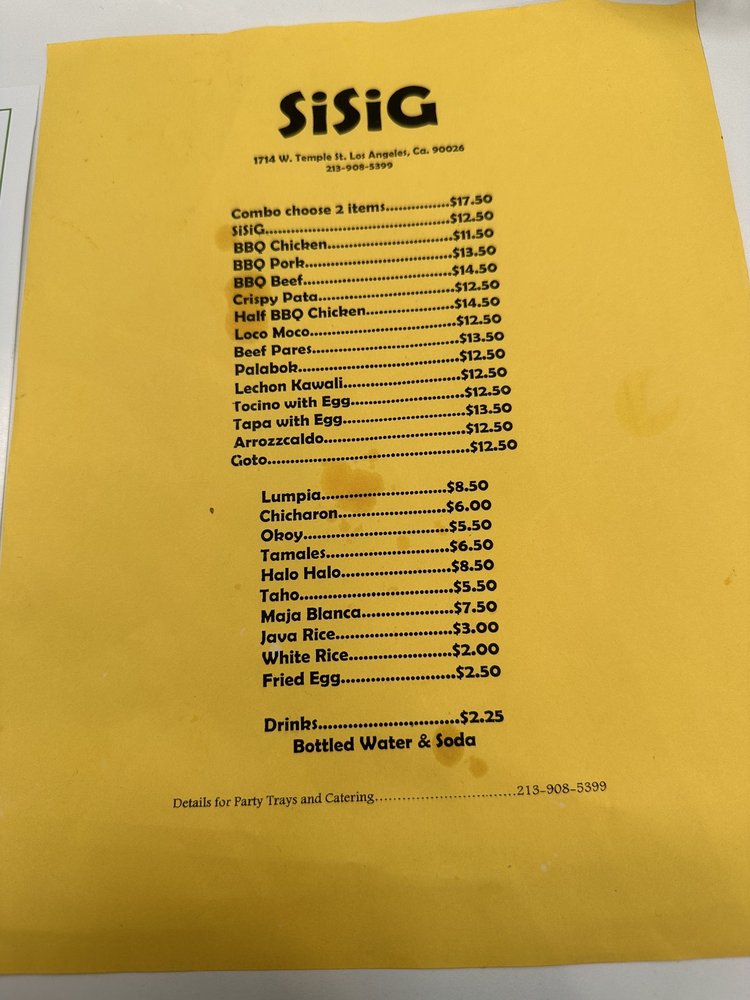 SiSiG
1714 W. Temple St. Los Angeles, Ca. 90026
213-908-5399
Combo choose 2 items...............$17.50
SiSiG..................................................$12.50
BBQ Chicken..............................$11.50
BBQ Pork...................................$13.50
BBQ Beef...................................$14.50
Crispy Pata................................$12.50
Half BBQ Chicken.....................$14.50
Loco Moco..................................$12.50
Beef Pares..................................$13.50
Palabok......................................$12.50
Lechon Kawali...........................$12.50
Tocino with Egg..........................$12.50
Tapa with Egg............................$13.50
Arrozzcaldo.................................$12.50
Goto................................................$12.50
Lumpia.............................$8.50
Chicharon.........................$6.00
Okoy.................................$5.50
Tamales............................$6.50
Halo Halo.........................$8.50
Taho...................................$5.50
Maja Blanca.....................$7.50
Java Rice...........................$3.00
White Rice........................$2.00
Fried Egg..........................$2.50
Drinks.............................$2.25
Bottled Water & Soda
Details for Party Trays and Catering.............................213-908-5399